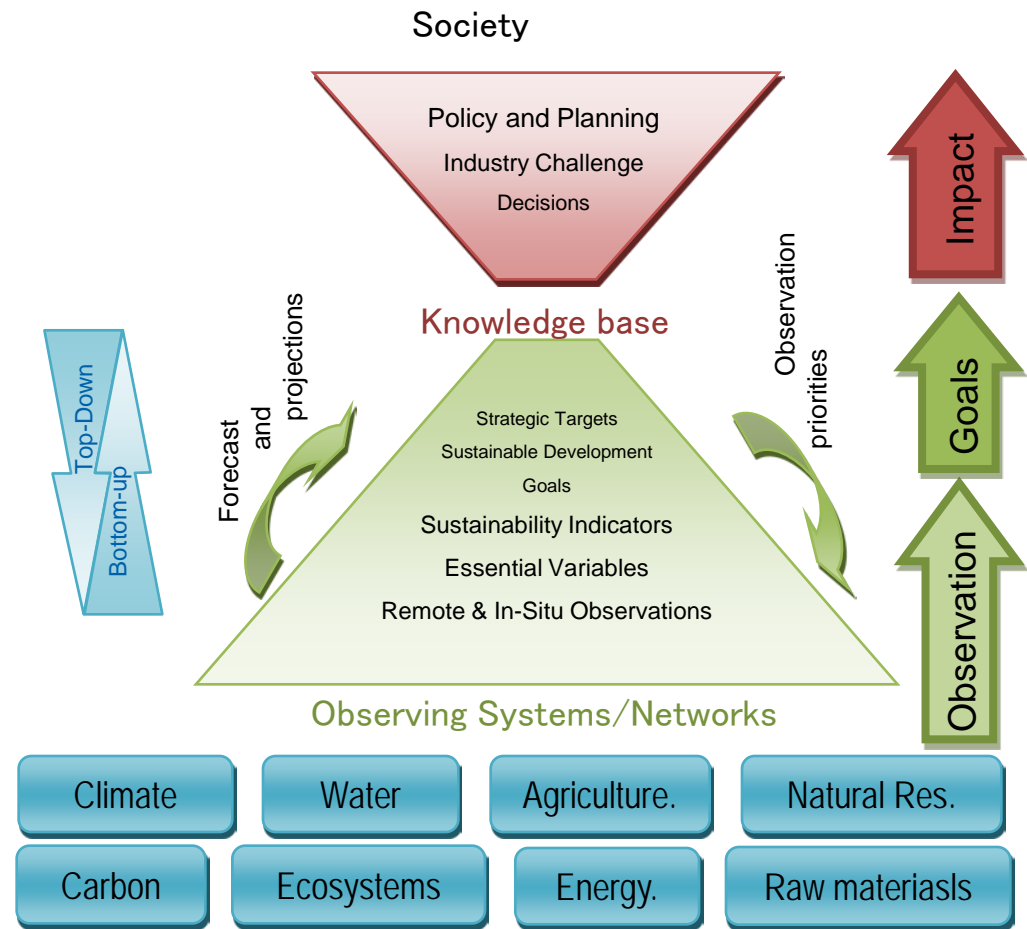 Society
Policy and Planning
Industry Challenge
Decisions
Impact
Knowledge base
Forecast
and
projections
Observation
priorities
Top-Down
Bottom-up
Strategic Targets
Sustainable Development
Goals
Sustainability Indicators
Essential Variables
Remote & In-Situ Observations
Goals
Observation
Observing Systems/Networks
Climate
Water
Agriculture.
Natural Res.
Carbon
Ecosystems
Energy.
Raw materiasls